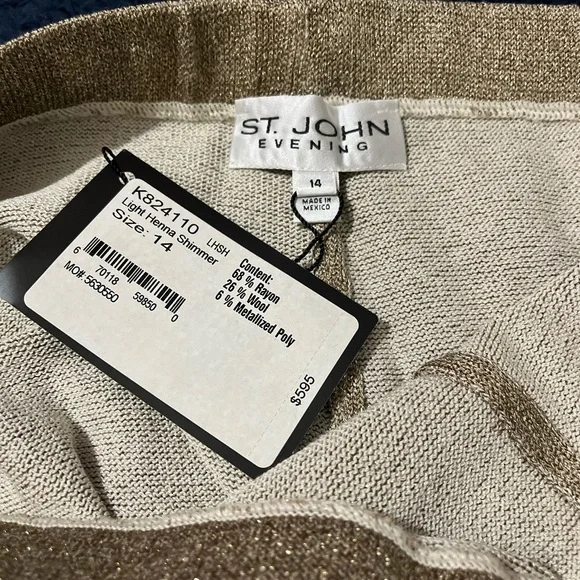 ST. JOHN
EVENING
14
MADE IN
MEXICO
K824110 LHSH
Light Henna Shimmer
Size: 14
6 70118 59850 0
MO#: 5630550
Content:
68 % Rayon
26 % Wool
6 % Metallized Poly
$595